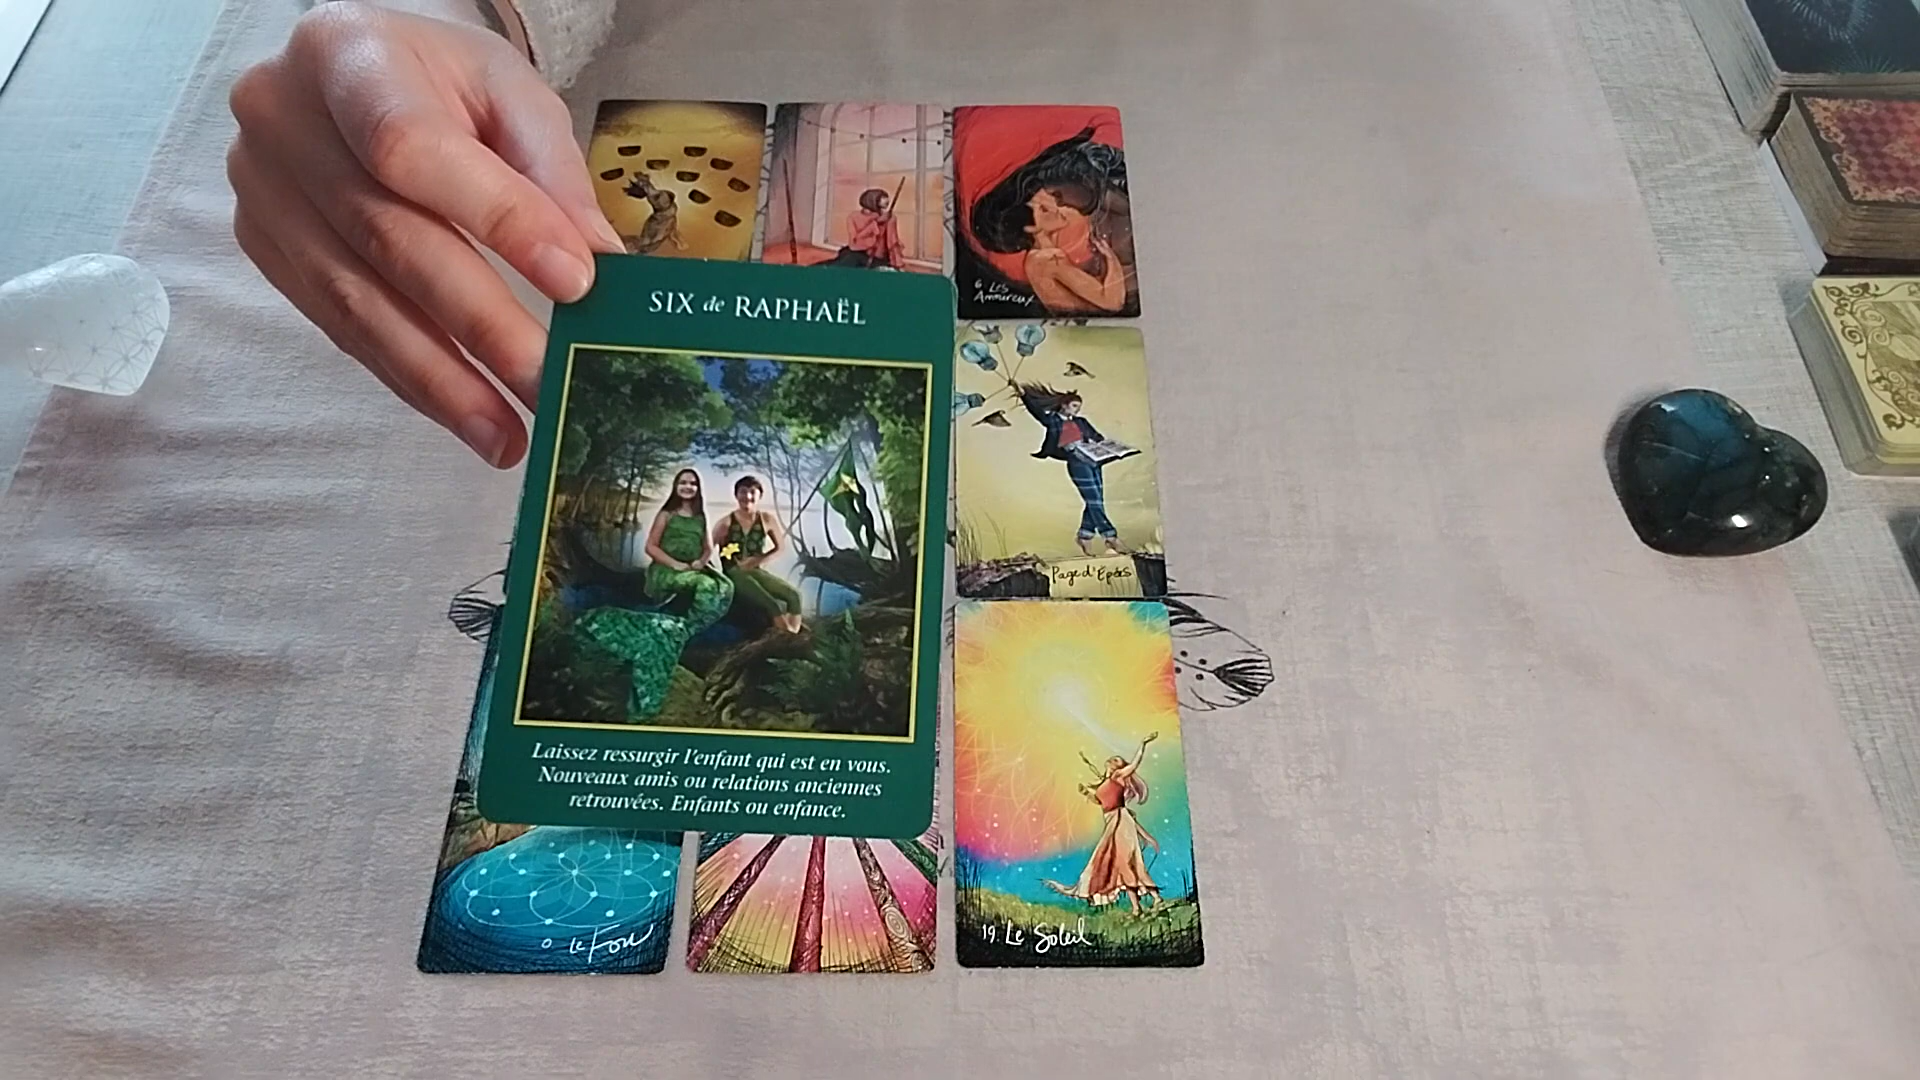 SIX de RAPHAËL
Laissez ressurgir l'enfant qui est en vous.
Nouveaux amis ou relations anciennes
retrouvées. Enfants ou enfance.
6 Les
Amoureux
Page d'Épées
0 Le Fou
19. Le Soleil